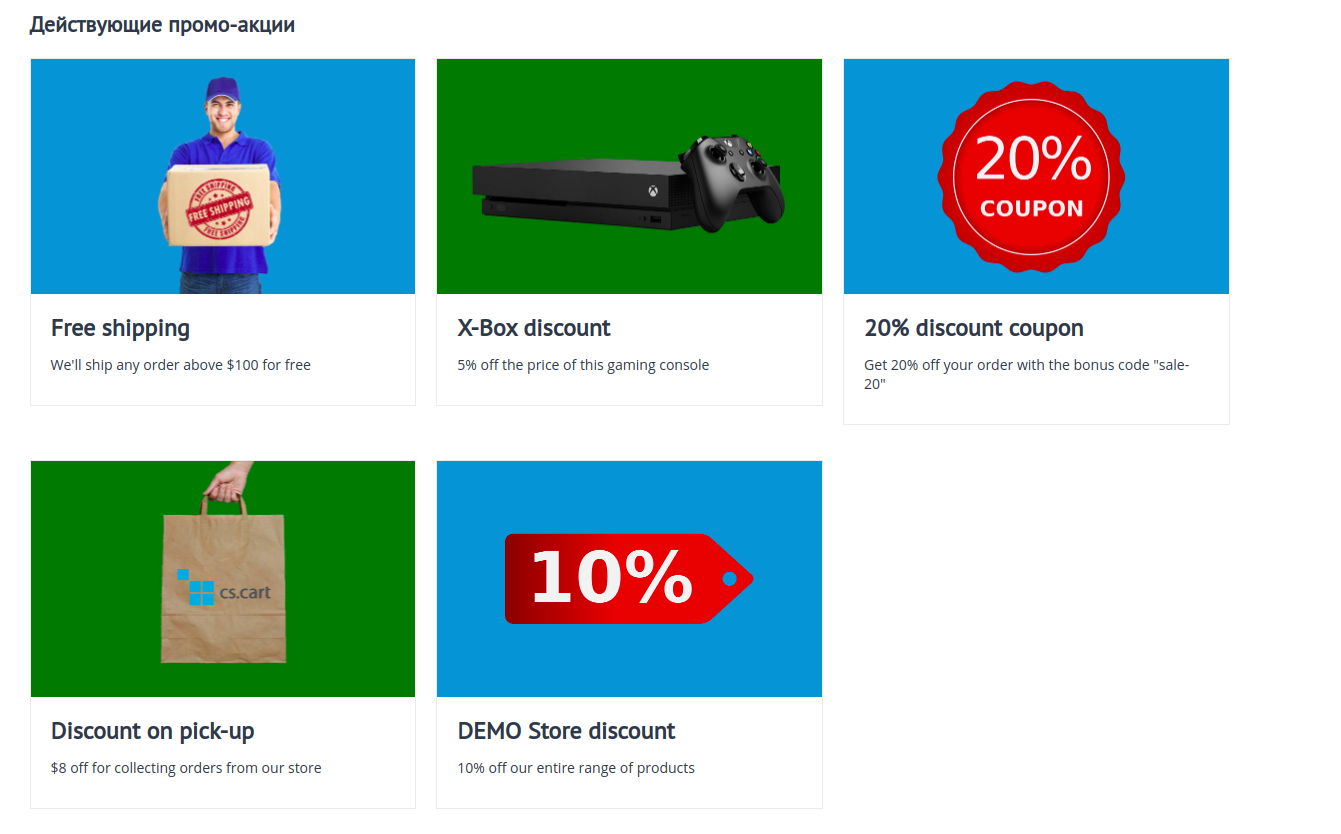 Действующие промо-акции
FREE SHIPPING
FREE SHIPPING
FREE SHIPPING
20%
COUPON
Free shipping
We'll ship any order above $100 for free
X-Box discount
5% off the price of this gaming console
20% discount coupon
Get 20% off your order with the bonus code "sale-
20"
cs.cart
10%
Discount on pick-up
$8 off for collecting orders from our store
DEMO Store discount
10% off our entire range of products